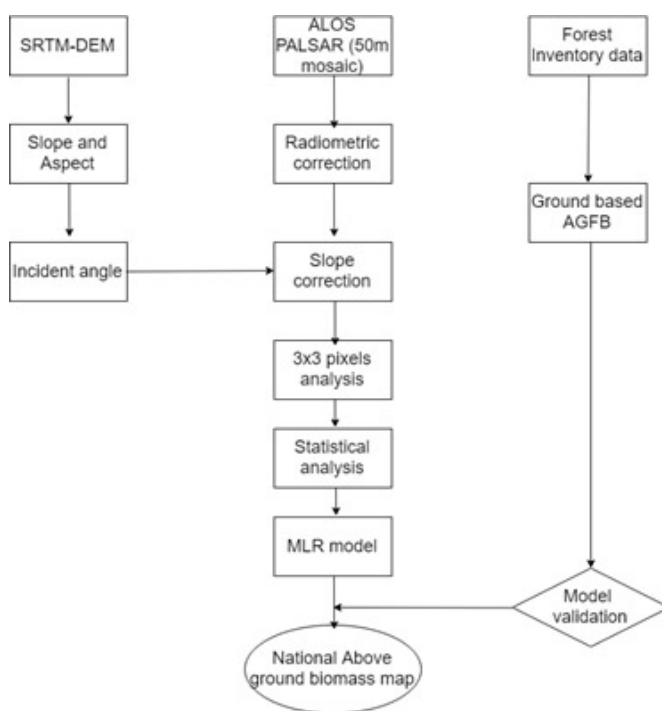 SRTM-DEM
ALOS
PALSAR (50m
mosaic)
Forest
Inventory data
Slope and
Aspect
Radiometric
correction
Ground based
AGFB
Incident angle
Slope
correction
3x3 pixels
analysis
Statistical
analysis
MLR model
Model
validation
National Above
ground biomass map